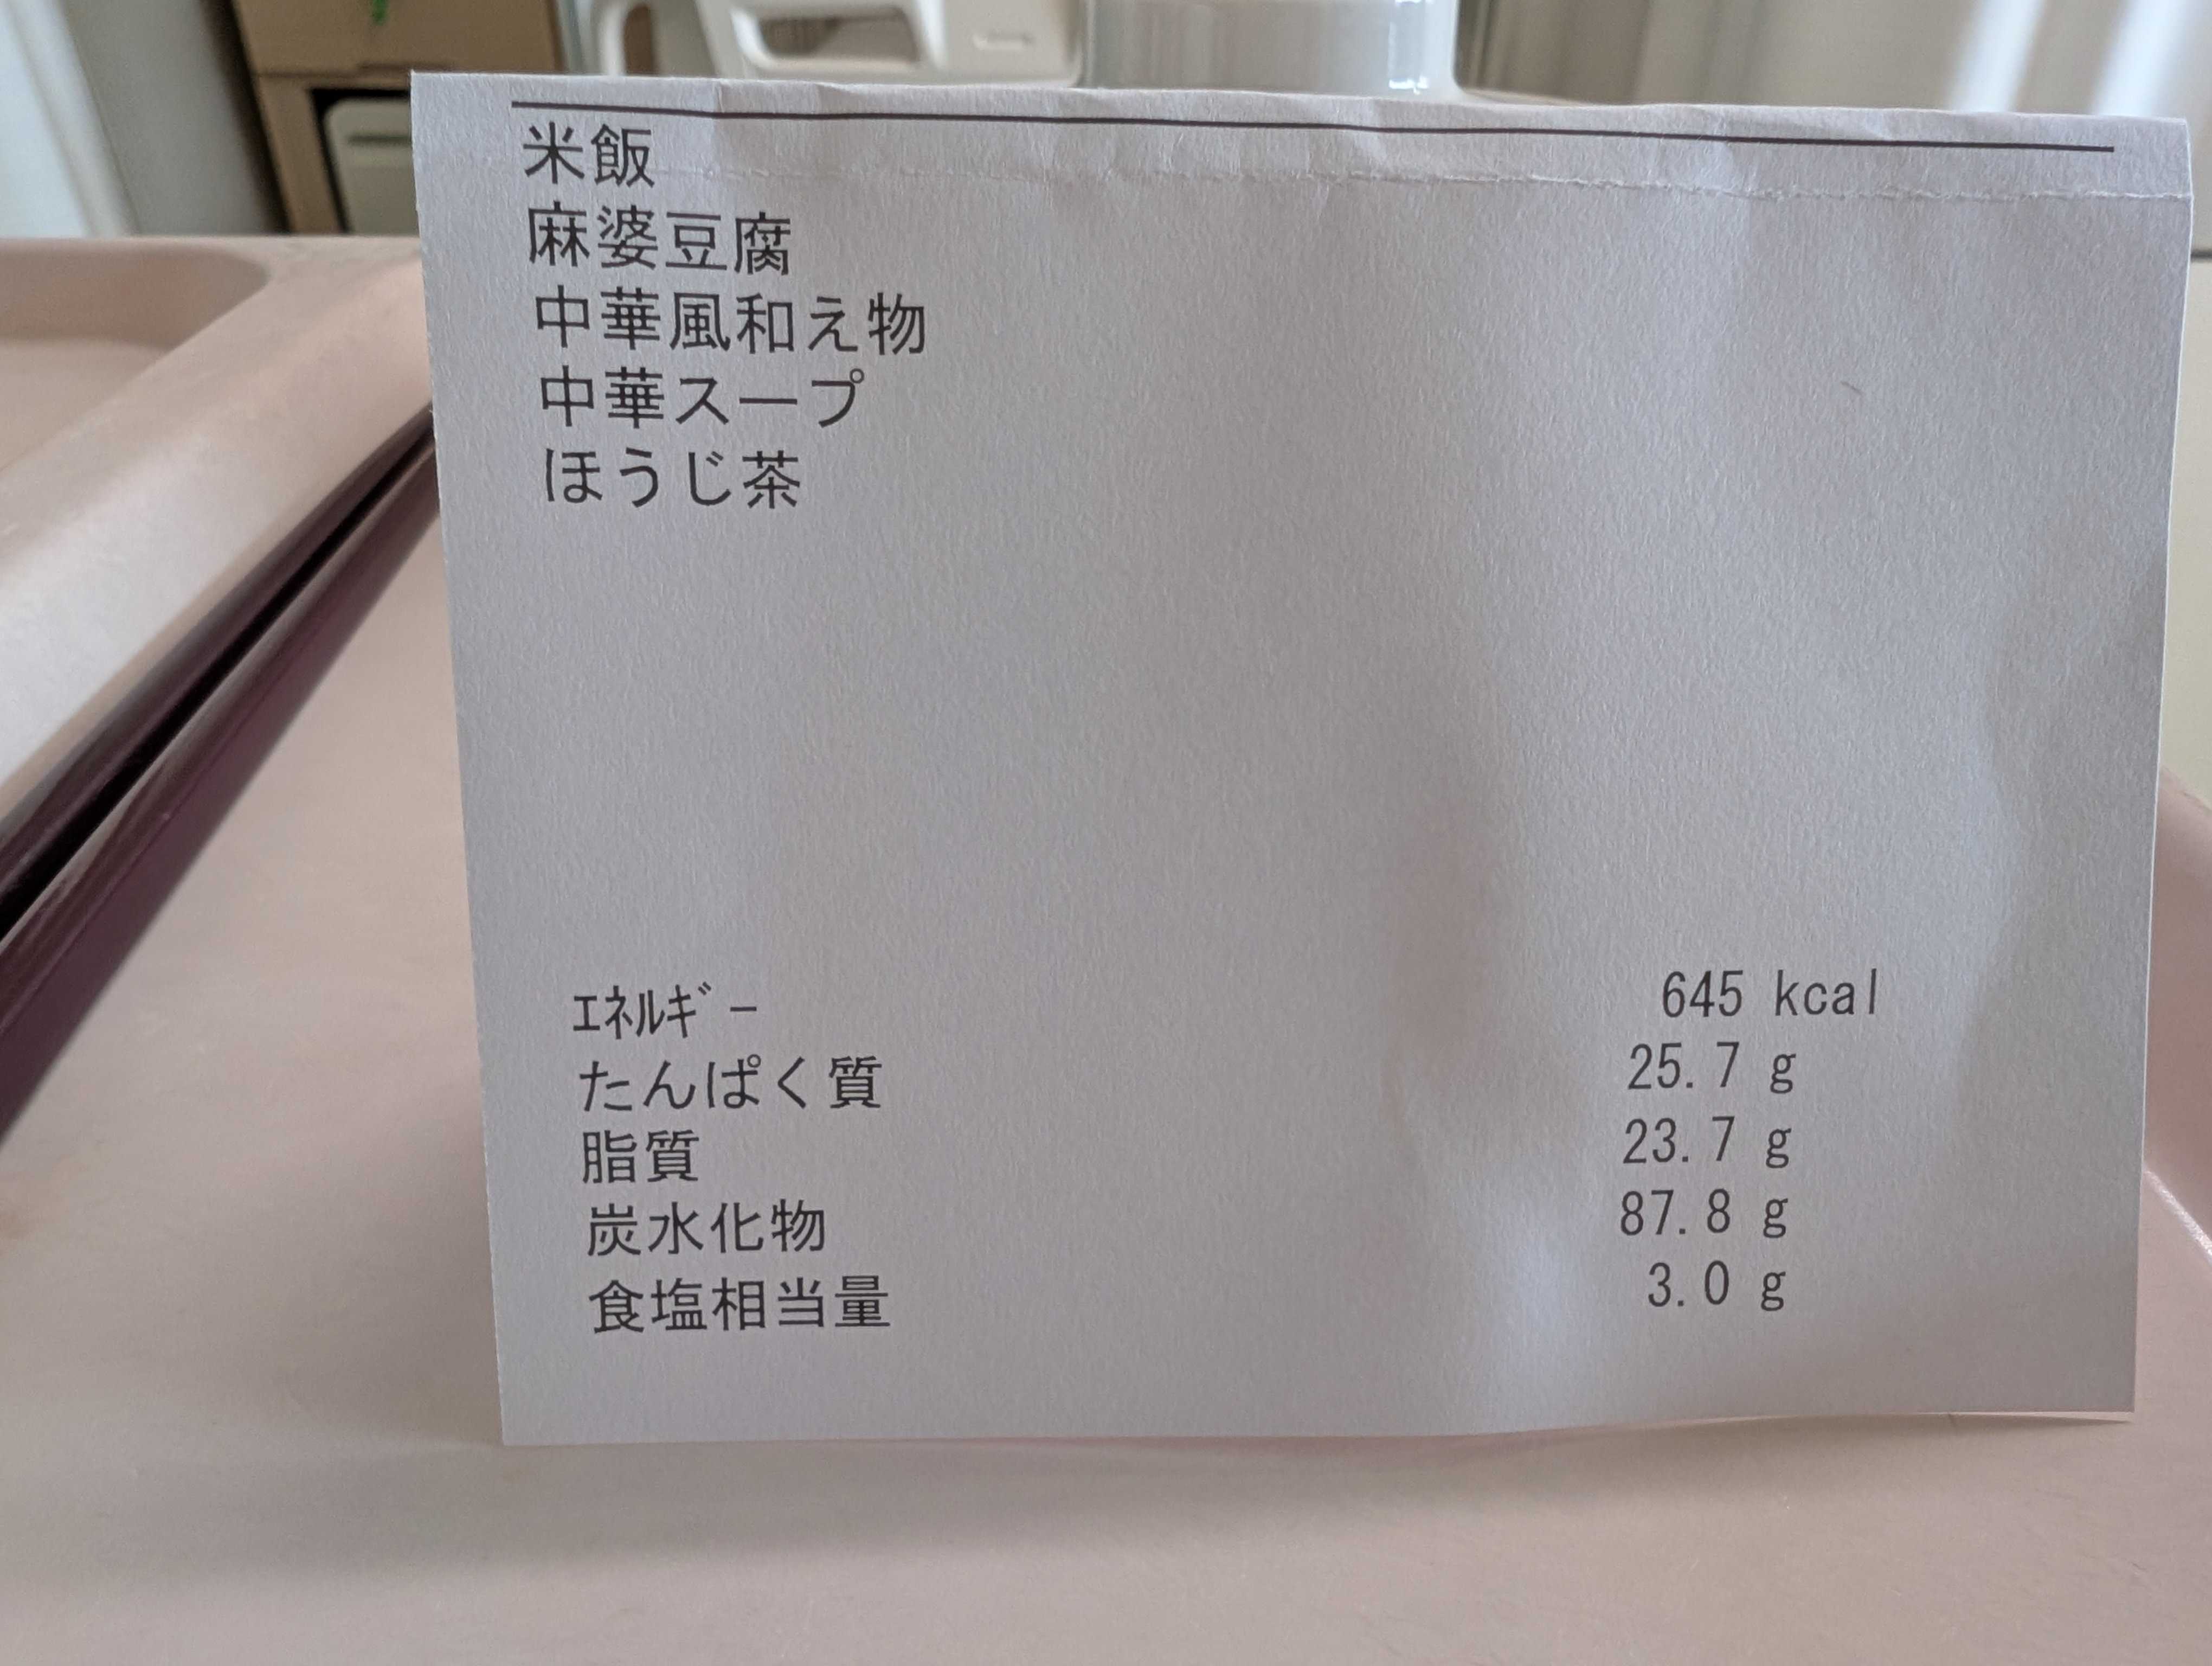 米飯
麻婆豆腐
中華風和え物
中華スープ
ほうじ茶
ｴﾈﾙｷﾞｰ 645 kcal
たんぱく質 25.7 g
脂質 23.7 g
炭水化物 87.8 g
食塩相当量 3.0 g